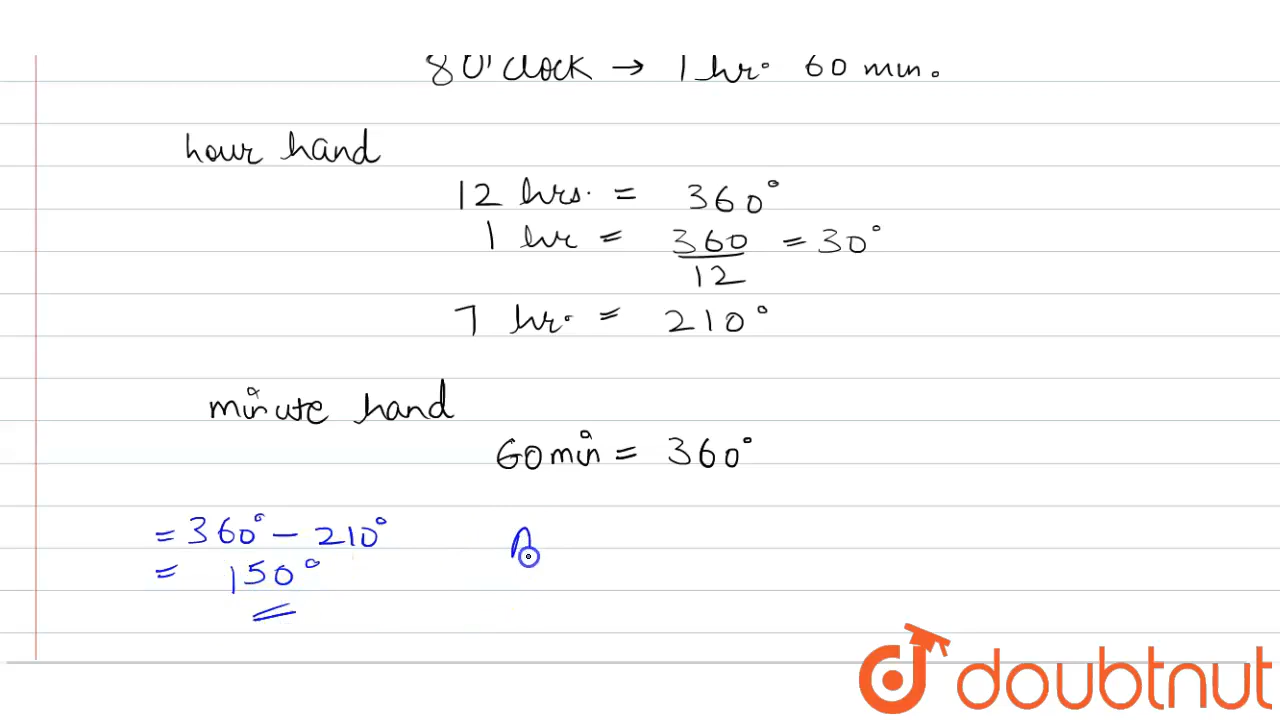 8 O'clock → 1 hr. 60 min.
hour hand
12 hrs. = 360°
1 hr = 360/12 = 30°
7 hr. = 210°
minute hand
60 min = 360°
= 360° - 210°
= 150°
doubtnut